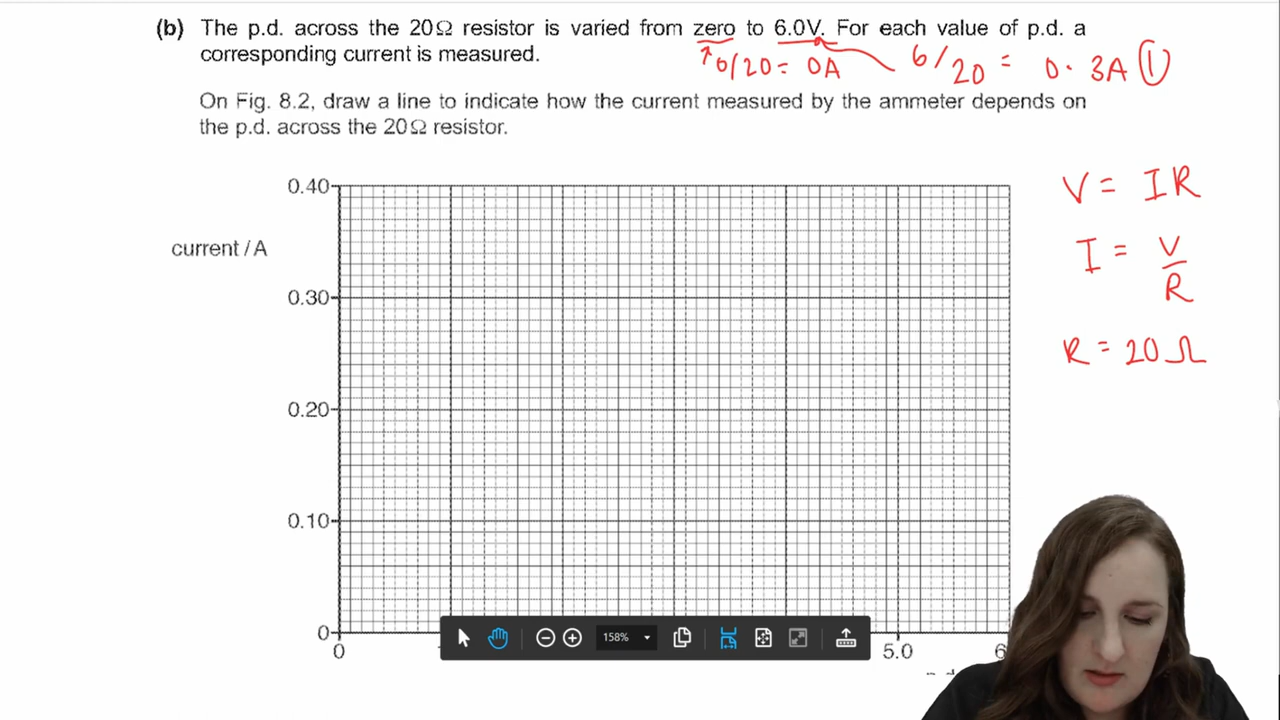 (b) The p.d. across the 20Ω resistor is varied from zero to 6.0V. For each value of p.d. a
corresponding current is measured.
0/20 = 0A
6/20 = 0.3A ①
On Fig. 8.2, draw a line to indicate how the current measured by the ammeter depends on
the p.d. across the 20Ω resistor.
V = IR
I = V/R
R = 20Ω
0.40
current / A
0.30
0.20
0.10
0
0
5.0
158%